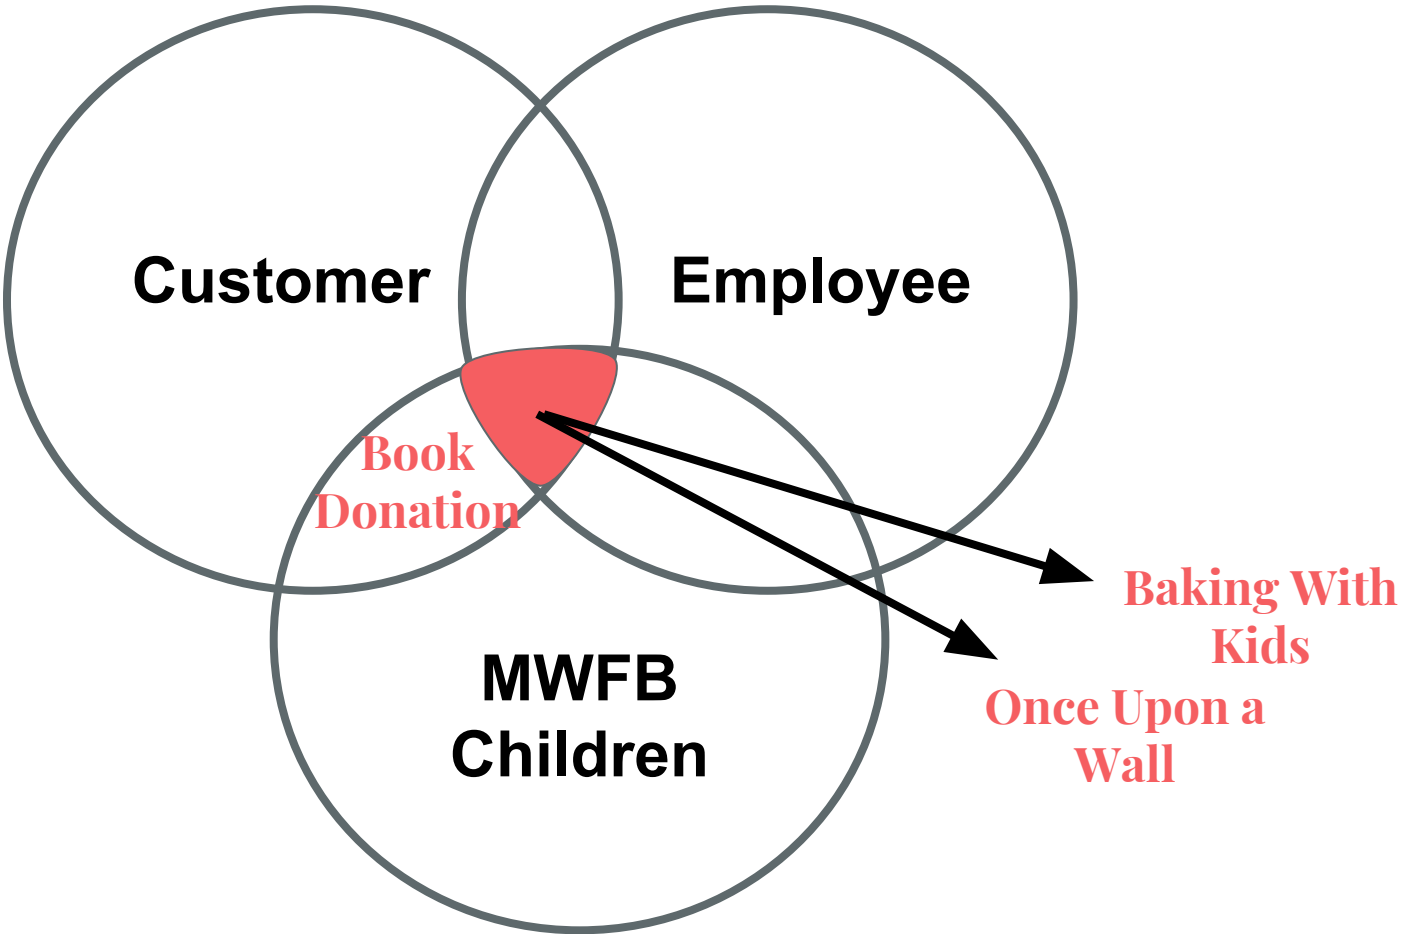 Customer
Employee
Book
Donation
Baking With
Kids
MWFB
Children
Once Upon a
Wall